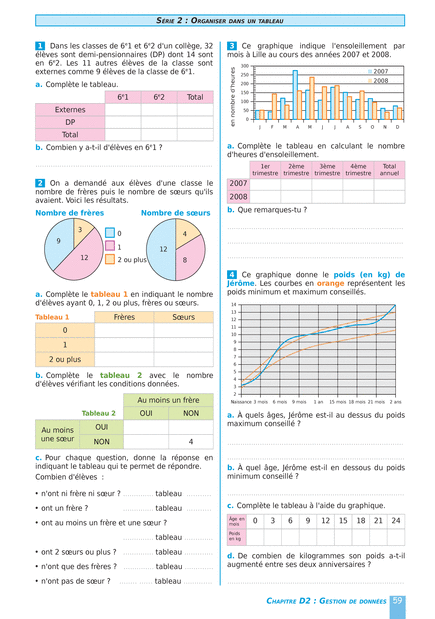 SÉRIE 2 : ORGANISER DANS UN TABLEAU
1 Dans les classes de 6e1 et 6e2 d'un collège, 32
élèves sont demi-pensionnaires (DP) dont 14 sont
en 6e2. Les 11 autres élèves de la classe sont
externes comme 9 élèves de la classe de 6e1.
a. Complète le tableau.
6e1 6e2 Total
Externes
DP
Total
b. Combien y a-t-il d'élèves en 6e1 ?
2 On a demandé aux élèves d'une classe le
nombre de frères puis le nombre de sœurs qu'ils
avaient. Voici les résultats.
Nombre de frères Nombre de sœurs
9 3 12
0
1
2 ou plus
12 4 8
a. Complète le tableau 1 en indiquant le nombre
d'élèves ayant 0, 1, 2 ou plus, frères ou sœurs.
Tableau 1 Frères Sœurs
0
1
2 ou plus
b. Complète le tableau 2 avec le nombre
d'élèves vérifiant les conditions données.
Au moins un frère
Tableau 2 OUI NON
Au moins une sœur
OUI
NON 4
c. Pour chaque question, donne la réponse en
indiquant le tableau qui te permet de répondre.
Combien d'élèves :
• n'ont ni frère ni sœur ? ............ tableau ............
• ont un frère ? ............ tableau ............
• ont au moins un frère et une sœur ?
............ tableau ............
• ont 2 sœurs ou plus ? ............ tableau ............
• n'ont que des frères ? ............ tableau ............
• n'ont pas de sœur ? ............ tableau ............
3 Ce graphique indique l'ensoleillement par
mois à Lille au cours des années 2007 et 2008.
en nombre d'heures
300
250
200
150
100
50
0
2007
2008
J F M A M J J A S O N D
a. Complète le tableau en calculant le nombre
d'heures d'ensoleillement.
1er trimestre 2ème trimestre 3ème trimestre 4ème trimestre Total annuel
2007
2008
b. Que remarques-tu ?
4 Ce graphique donne le poids (en kg) de
Jérôme. Les courbes en orange représentent les
poids minimum et maximum conseillés.
14
13
12
11
10
9
8
7
6
5
4
3
2
Naissance 3 mois 6 mois 9 mois 1 an 15 mois 18 mois 21 mois 2 ans
a. À quels âges, Jérôme est-il au dessus du poids
maximum conseillé ?
b. À quel âge, Jérôme est-il en dessous du poids
minimum conseillé ?
c. Complète le tableau à l'aide du graphique.
Âge en mois 0 3 6 9 12 15 18 21 24
Poids en kg
d. De combien de kilogrammes son poids a-t-il
augmenté entre ses deux anniversaires ?
CHAPITRE D2 : GESTION DE DONNÉES 59